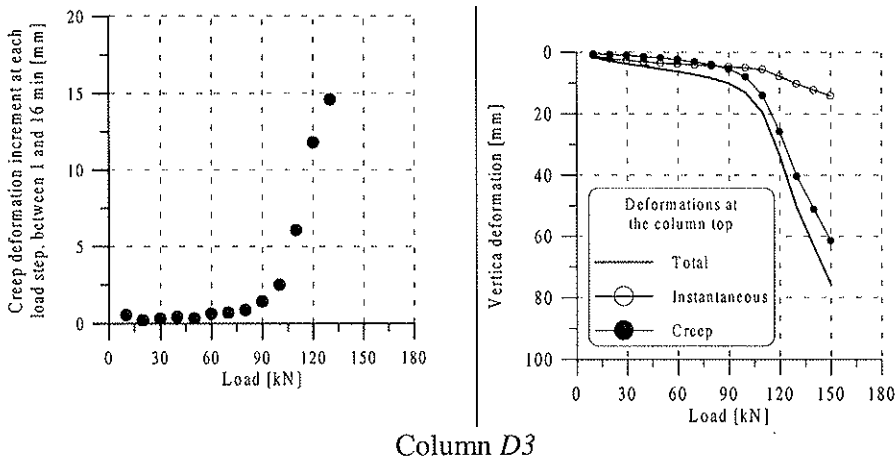 Creep deformation increment at each
load step. between 1 and 16 min [mm]
20
15
10
5
0
0 30 60 90 120 150 180
Load [kN]
Vertica deformation [mm]
0
20
40
60
80
100
Deformations at
the column top
Total
Instantaneous
Creep
0 30 60 90 120 150 180
Load [kN]
Column D3